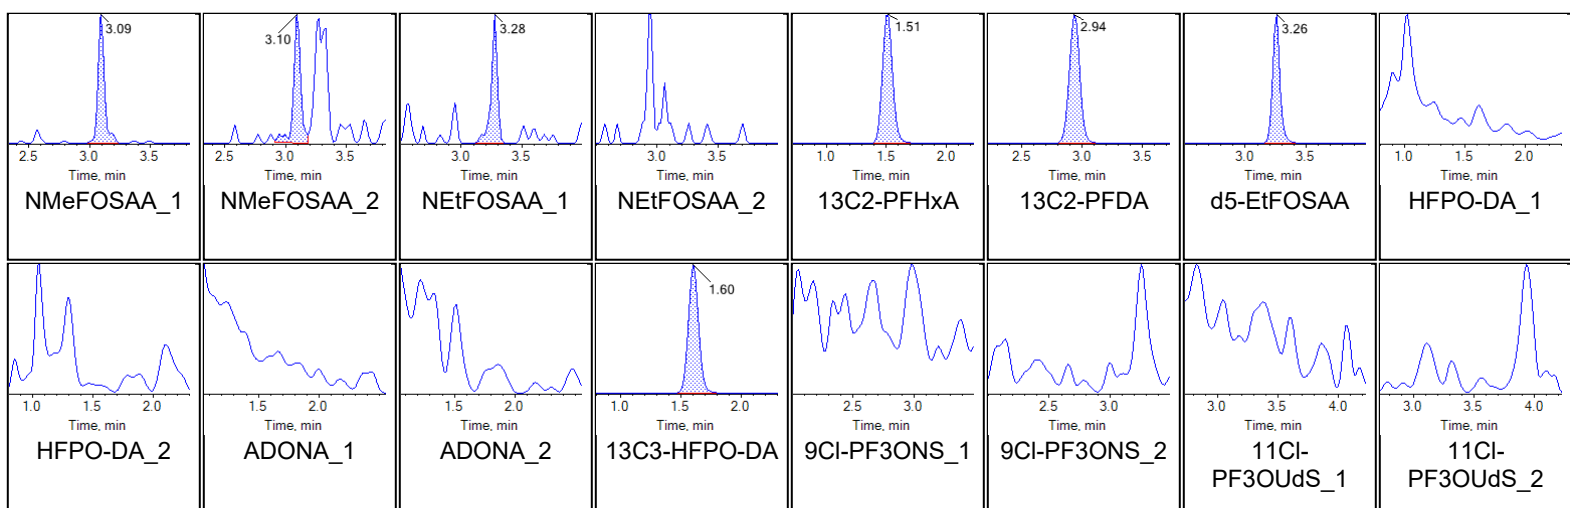 3.09
3.10
3.28
1.51
2.94
3.26
2.5 3.0 3.5
2.5 3.0 3.5
3.0 3.5
3.0 3.5
1.0 1.5 2.0
2.5 3.0 3.5
3.0 3.5
1.0 1.5 2.0
Time, min
Time, min
Time, min
Time, min
Time, min
Time, min
Time, min
Time, min
NMeFOSAA_1
NMeFOSAA_2
NEtFOSAA_1
NEtFOSAA_2
13C2-PFHxA
13C2-PFDA
d5-EtFOSAA
HFPO-DA_1
1.60
1.0 1.5 2.0
1.5 2.0
1.5 2.0
1.0 1.5 2.0
2.5 3.0
2.5 3.0
3.0 3.5 4.0
3.0 3.5 4.0
Time, min
Time, min
Time, min
Time, min
Time, min
Time, min
Time, min
Time, min
HFPO-DA_2
ADONA_1
ADONA_2
13C3-HFPO-DA
9Cl-PF3ONS_1
9Cl-PF3ONS_2
11Cl-
PF3OUdS_1
11Cl-
PF3OUdS_2